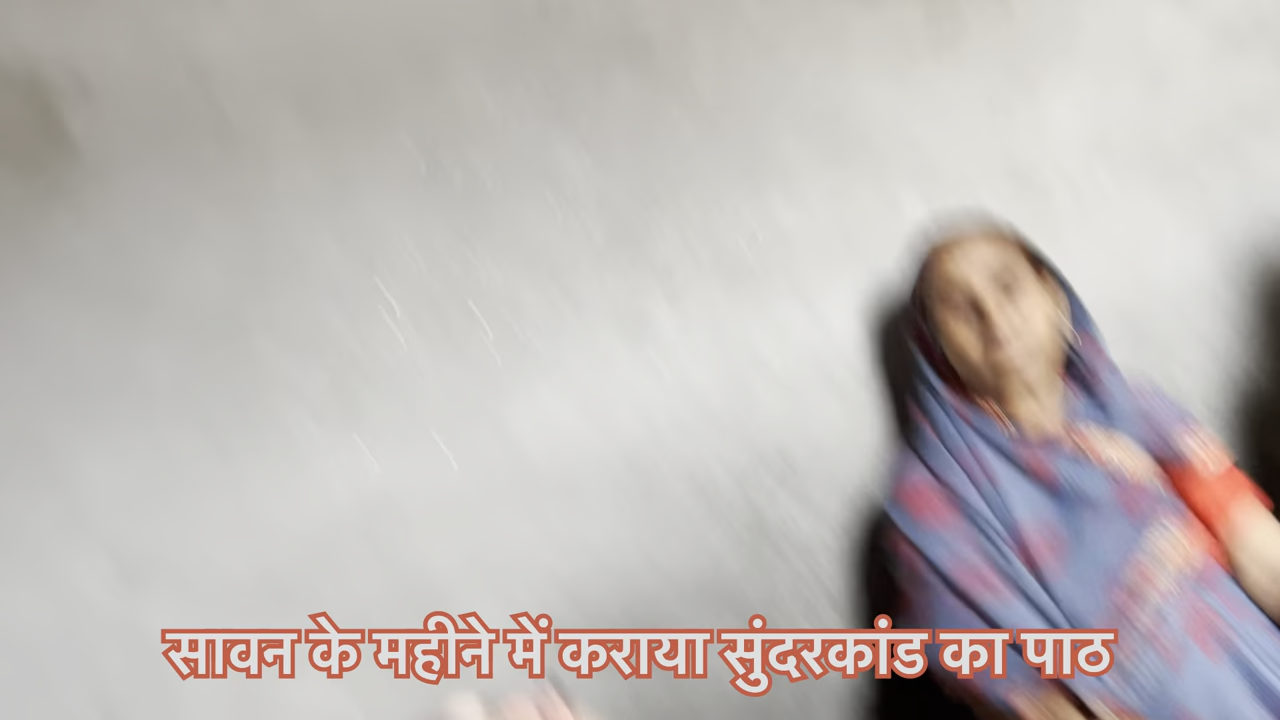 सावन के महीने में कराया सुंदरकांड का पाठ